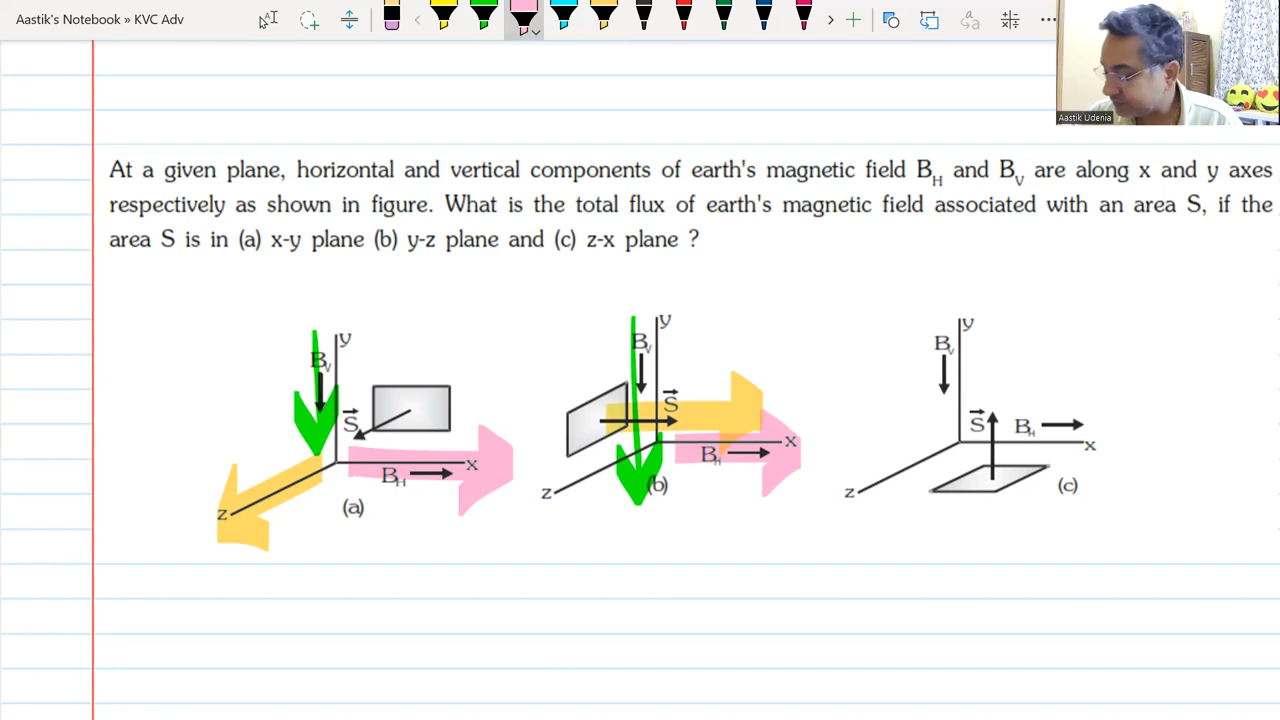 Aastik's Notebook » KVC Adv
Aastik Udenia
At a given plane, horizontal and vertical components of earth's magnetic field B_H and B_V are along x and y axes
respectively as shown in figure. What is the total flux of earth's magnetic field associated with an area S, if the
area S is in (a) x-y plane (b) y-z plane and (c) z-x plane ?
y
B_V
S
x
B_H
z
(a)
y
B_V
S
x
B_H
z
(b)
y
B_V
S
B_H
x
z
(c)